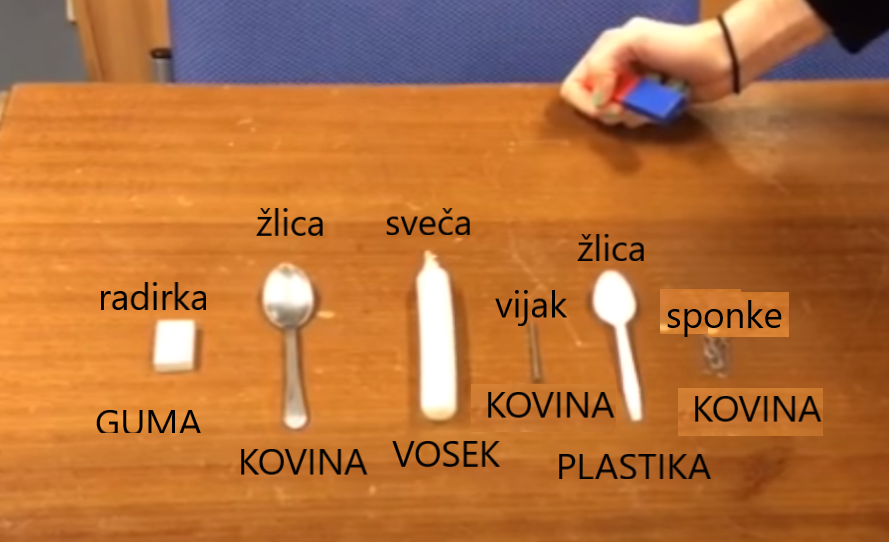 žlica
sveča
žlica
radirka
vijak
sponke
GUMA
KOVINA
VOSEK
KOVINA
PLASTIKA
KOVINA